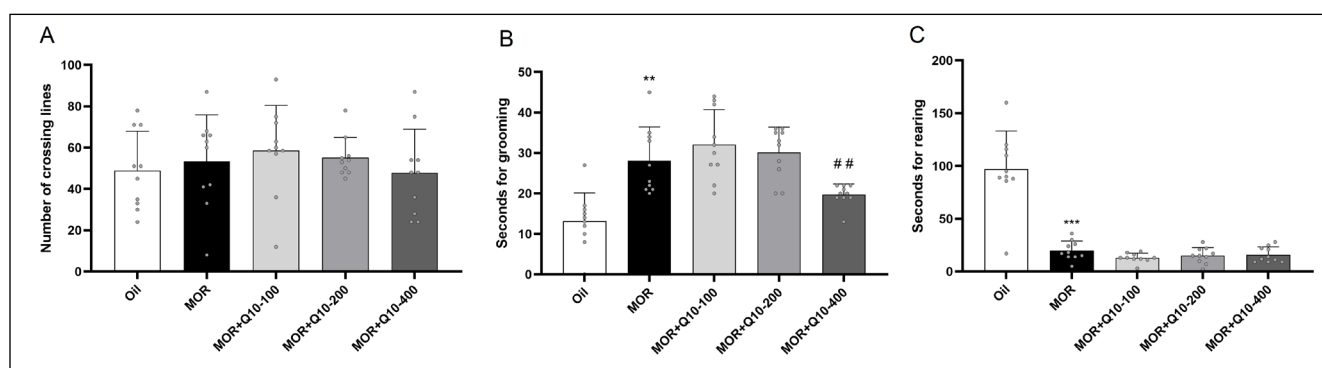 A
Number of crossing lines
100
80
60
40
20
0
Oil
MOR
MOR+Q10-100
MOR+Q10-200
MOR+Q10-400
B
Seconds for grooming
50
40
30
20
10
0
**
# #
Oil
MOR
MOR+Q10-100
MOR+Q10-200
MOR+Q10-400
C
Seconds for rearing
200
150
100
50
0
***
Oil
MOR
MOR+Q10-100
MOR+Q10-200
MOR+Q10-400